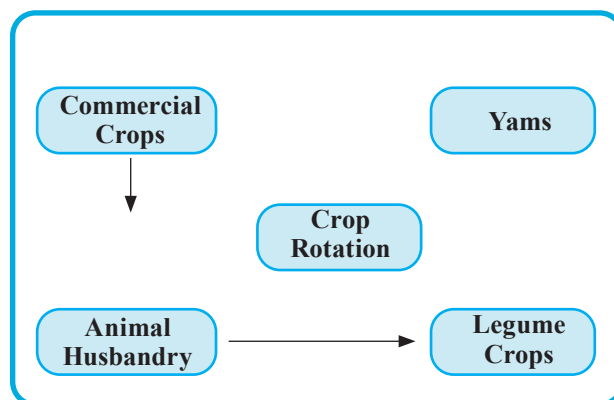 Commercial
Crops
Yams
Crop
Rotation
Animal
Husbandry
Legume
Crops